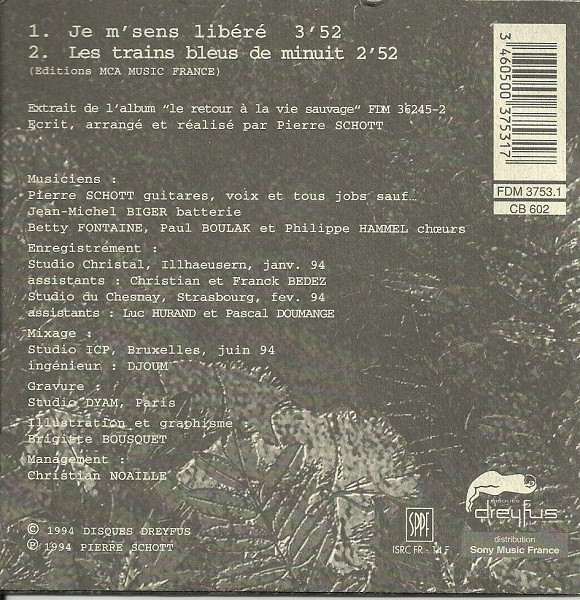 1. Je m'sens libéré 3'52
2. Les trains bleus de minuit 2'52
(Editions MCA MUSIC FRANCE)
Extrait de l'album "le retour à la vie sauvage" FDM 36245-2
Ecrit, arrangé et réalisé par Pierre SCHOTT
Musiciens :
Pierre SCHOTT guitares, voix et tous jobs sauf…
Jean-Michel BIGER batterie
Betty FONTAINE, Paul BOULAK et Philippe HAMMEL chœurs
Enregistrement :
Studio Christal, Illhaeusern, janv. 94
assistants : Christian et Franck BEDEZ
Studio du Chesnay, Strasbourg, fev. 94
assistants : Luc HURAND et Pascal DOUMANGE
Mixage :
Studio ICP, Bruxelles, juin 94
ingénieur : DJOUM
Gravure :
Studio DYAM, Paris
Illustration et graphisme
Brigitte BOUSQUET
Management :
Christian NOAILLE
© 1994 DISQUES DREYFUS
℗ 1994 PIERRE SCHOTT
3 460500 375317
FDM 3753.1
CB 602
SPPF
ISRC FR - 14 F
disques
dreyfus
distribution
Sony Music France